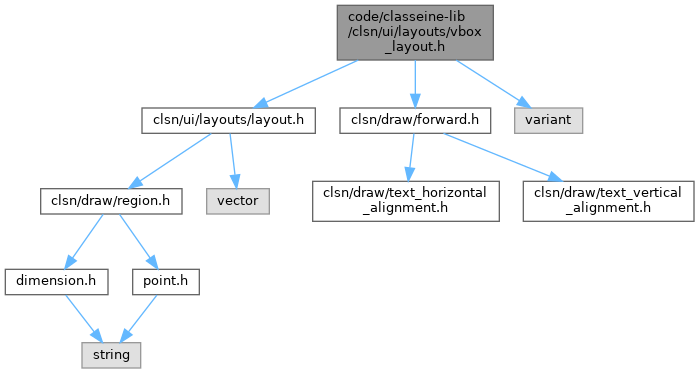 code/classeine-lib
/clsn/ui/layouts/vbox
_layout.h
clsn/ui/layouts/layout.h
clsn/draw/forward.h
variant
clsn/draw/region.h
vector
clsn/draw/text_horizontal
_alignment.h
clsn/draw/text_vertical
_alignment.h
dimension.h
point.h
string